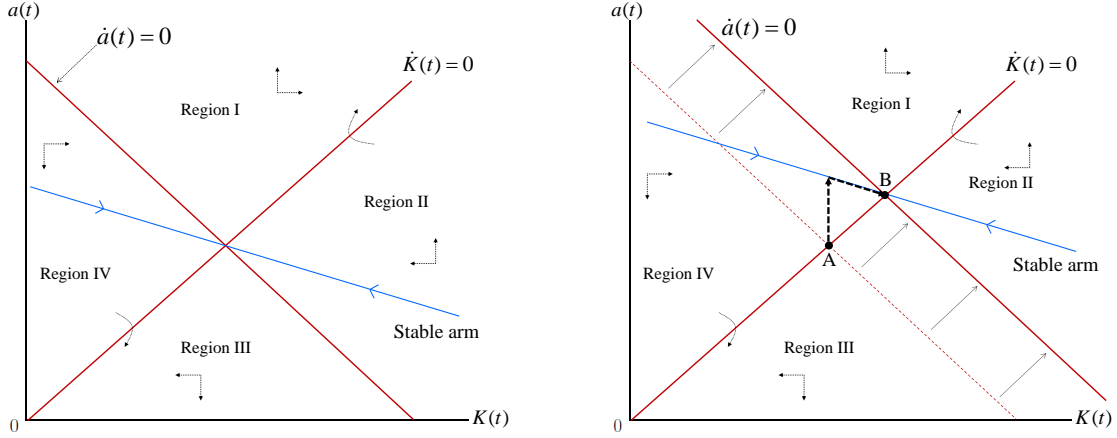 a(t)
ȧ(t) = 0
K̇(t) = 0
Region I
Region II
Region IV
Stable arm
Region III
0
K(t)
a(t)
ȧ(t) = 0
K̇(t) = 0
Region I
B
Region II
A
Region IV
Stable arm
Region III
0
K(t)